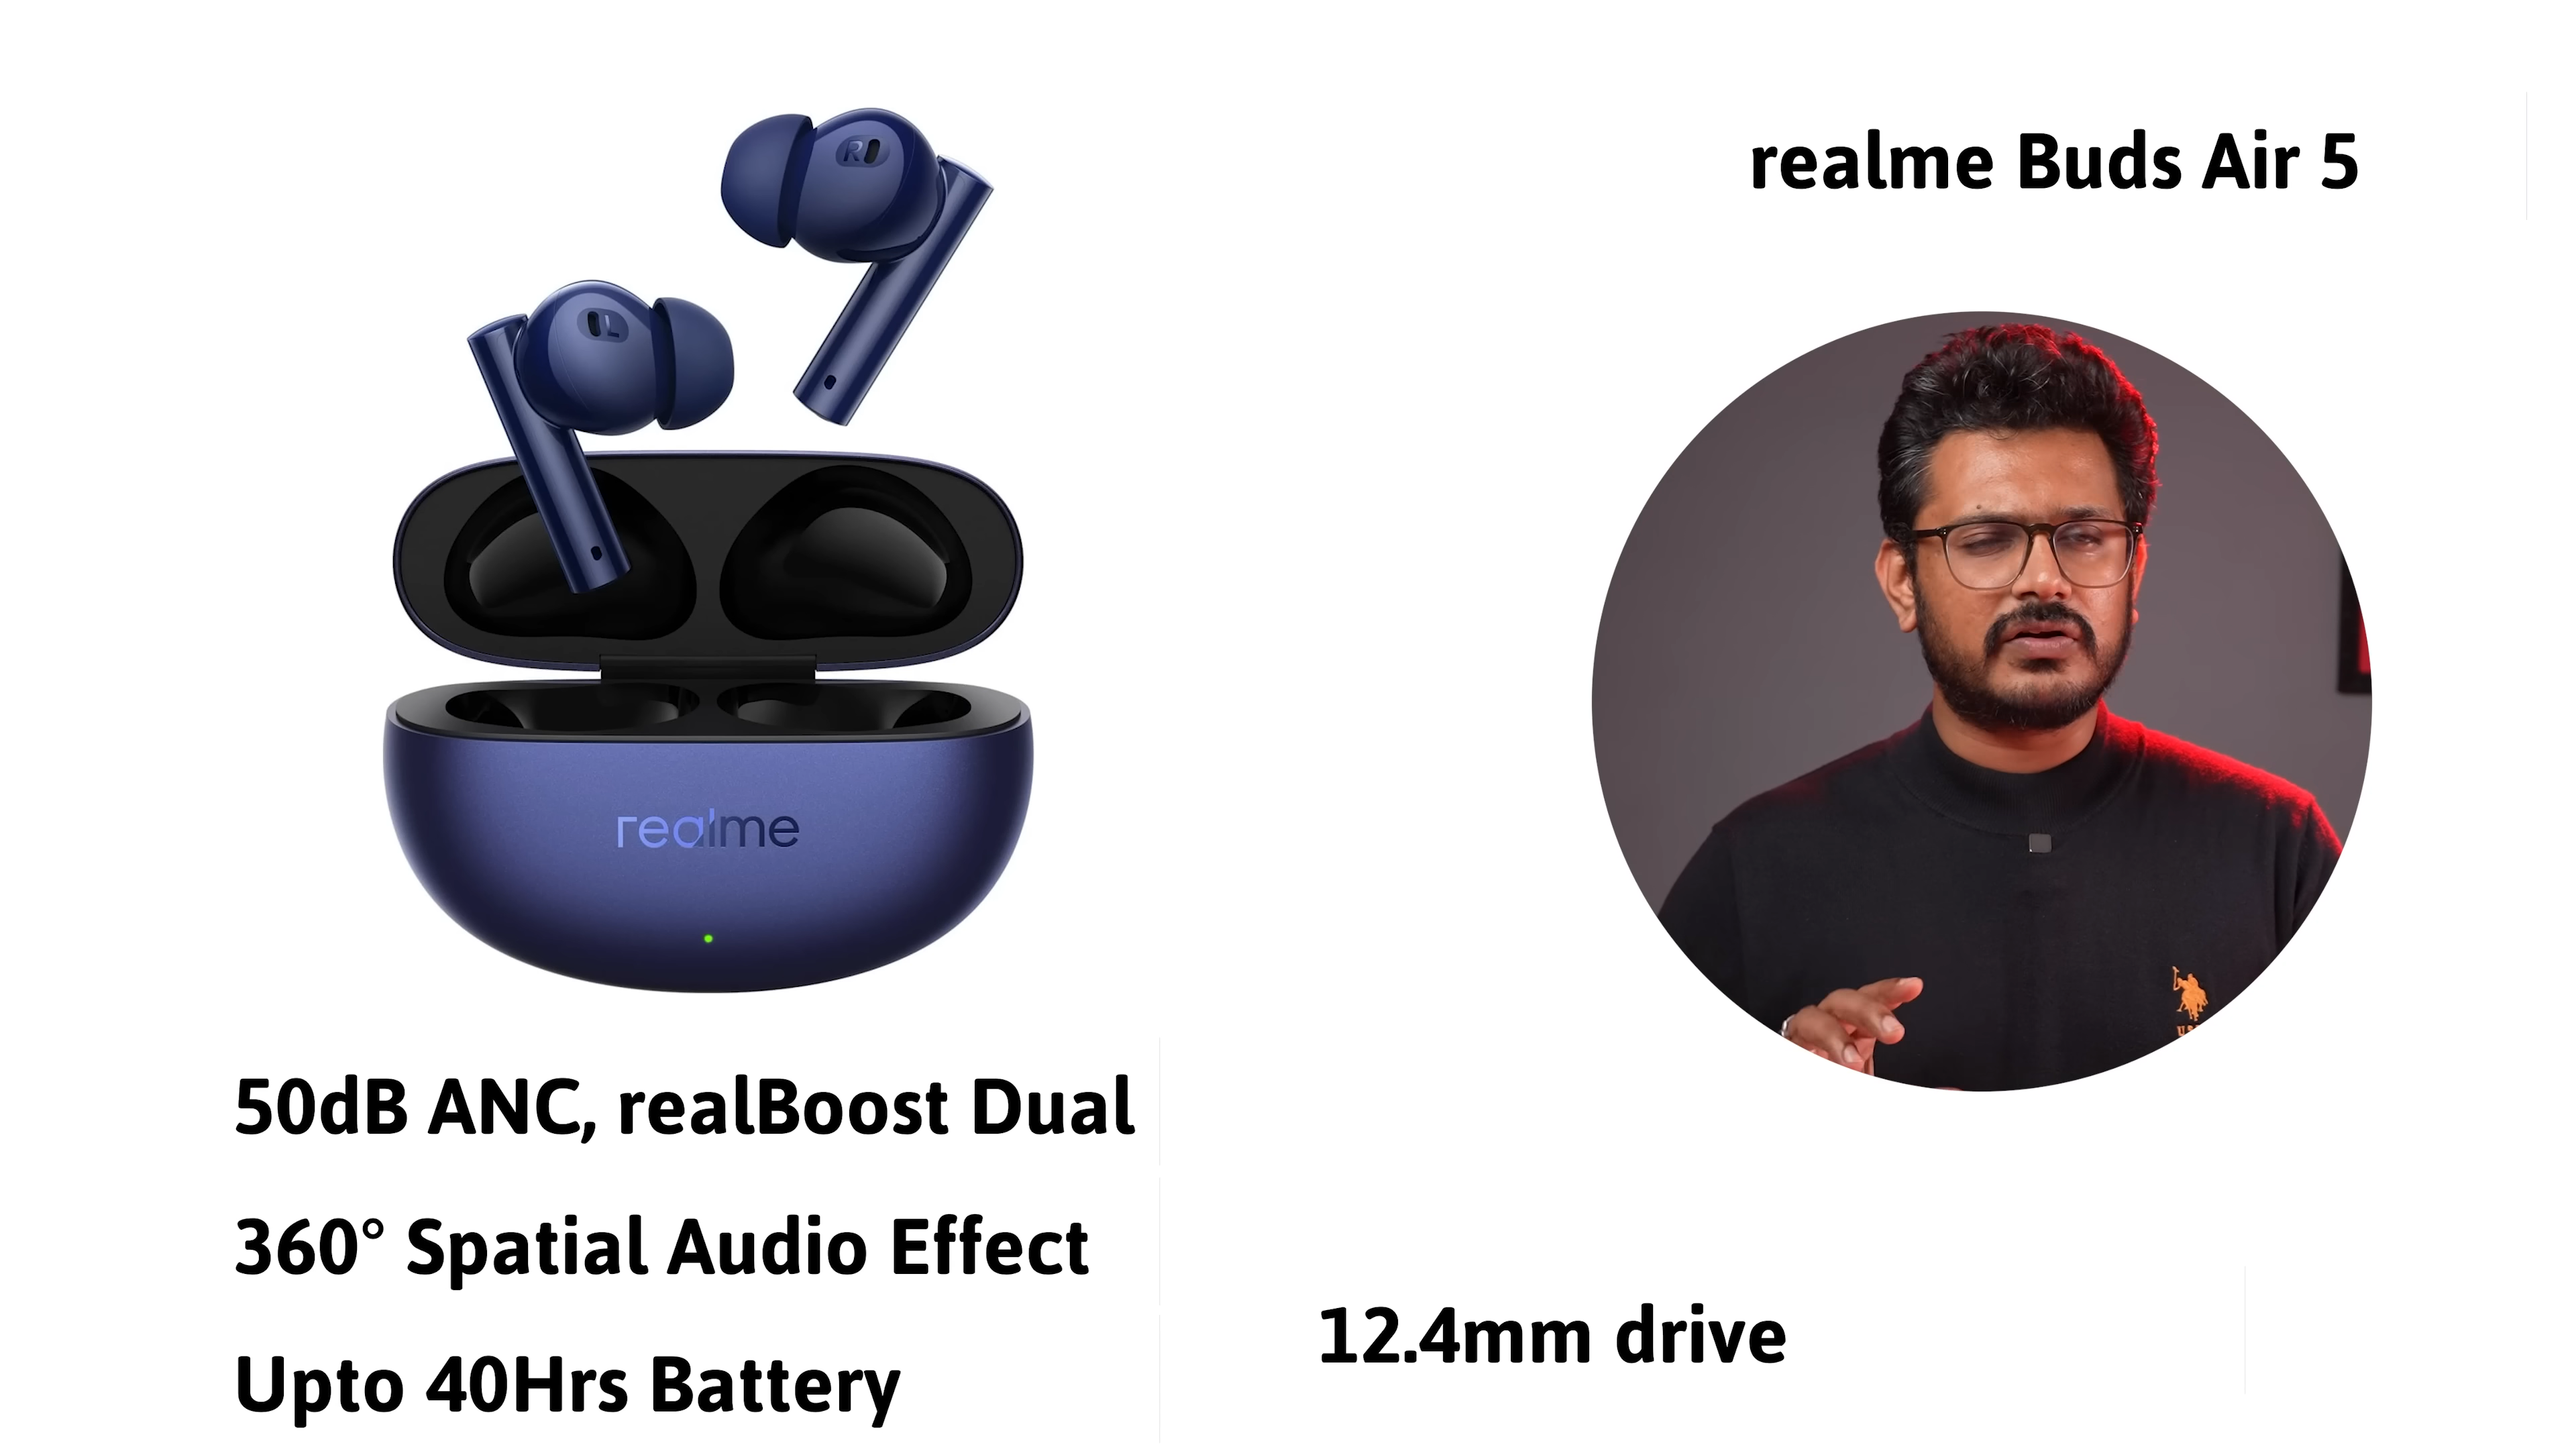 realme Buds Air 5
R
L
realme
50dB ANC, realBoost Dual
360° Spatial Audio Effect
Upto 40Hrs Battery
12.4mm drive